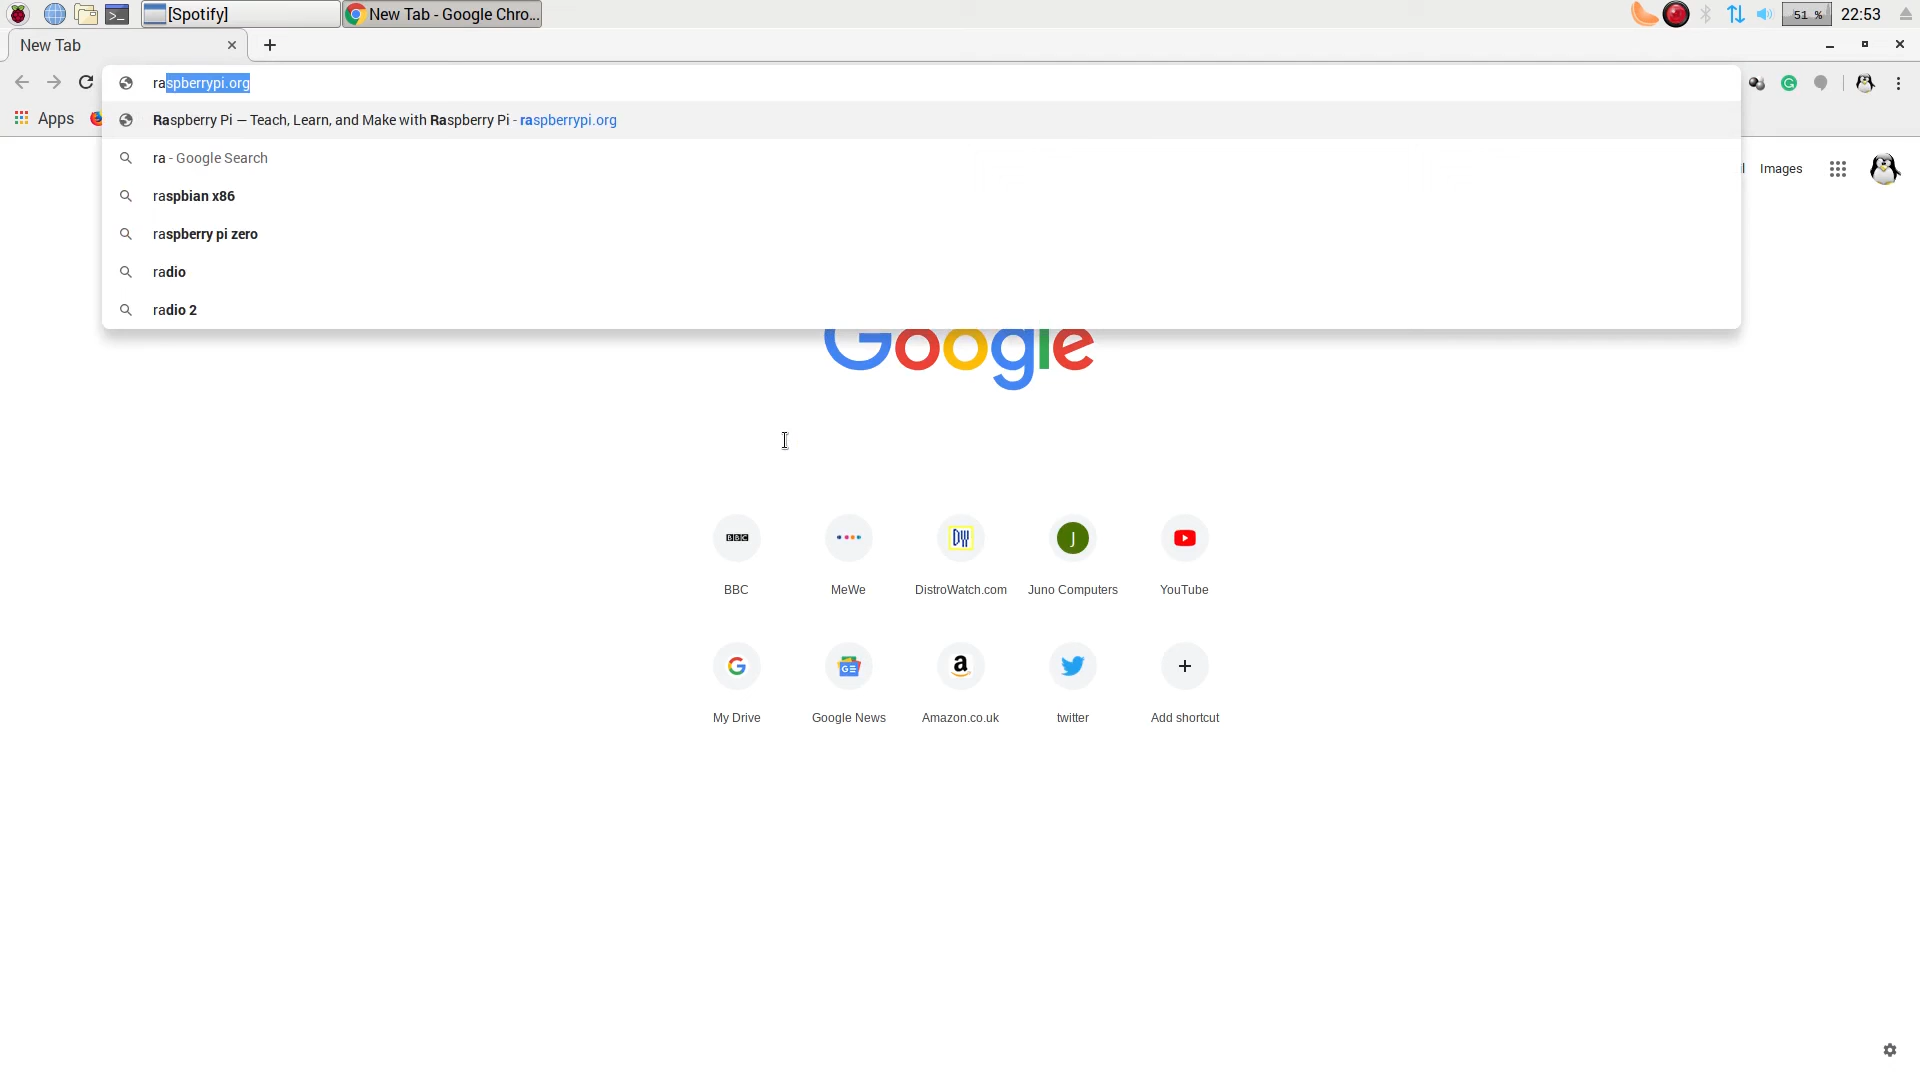 [Spotify]
New Tab - Google Chro...
51 %
22:53
New Tab
raspberrypi.org
Apps
Raspberry Pi — Teach, Learn, and Make with Raspberry Pi - raspberrypi.org
ra - Google Search
raspbian x86
raspberry pi zero
radio
radio 2
Images
Google
BBC
DW
J
BBC
MeWe
DistroWatch.com
Juno Computers
YouTube
G
GE
a
My Drive
Google News
Amazon.co.uk
twitter
Add shortcut